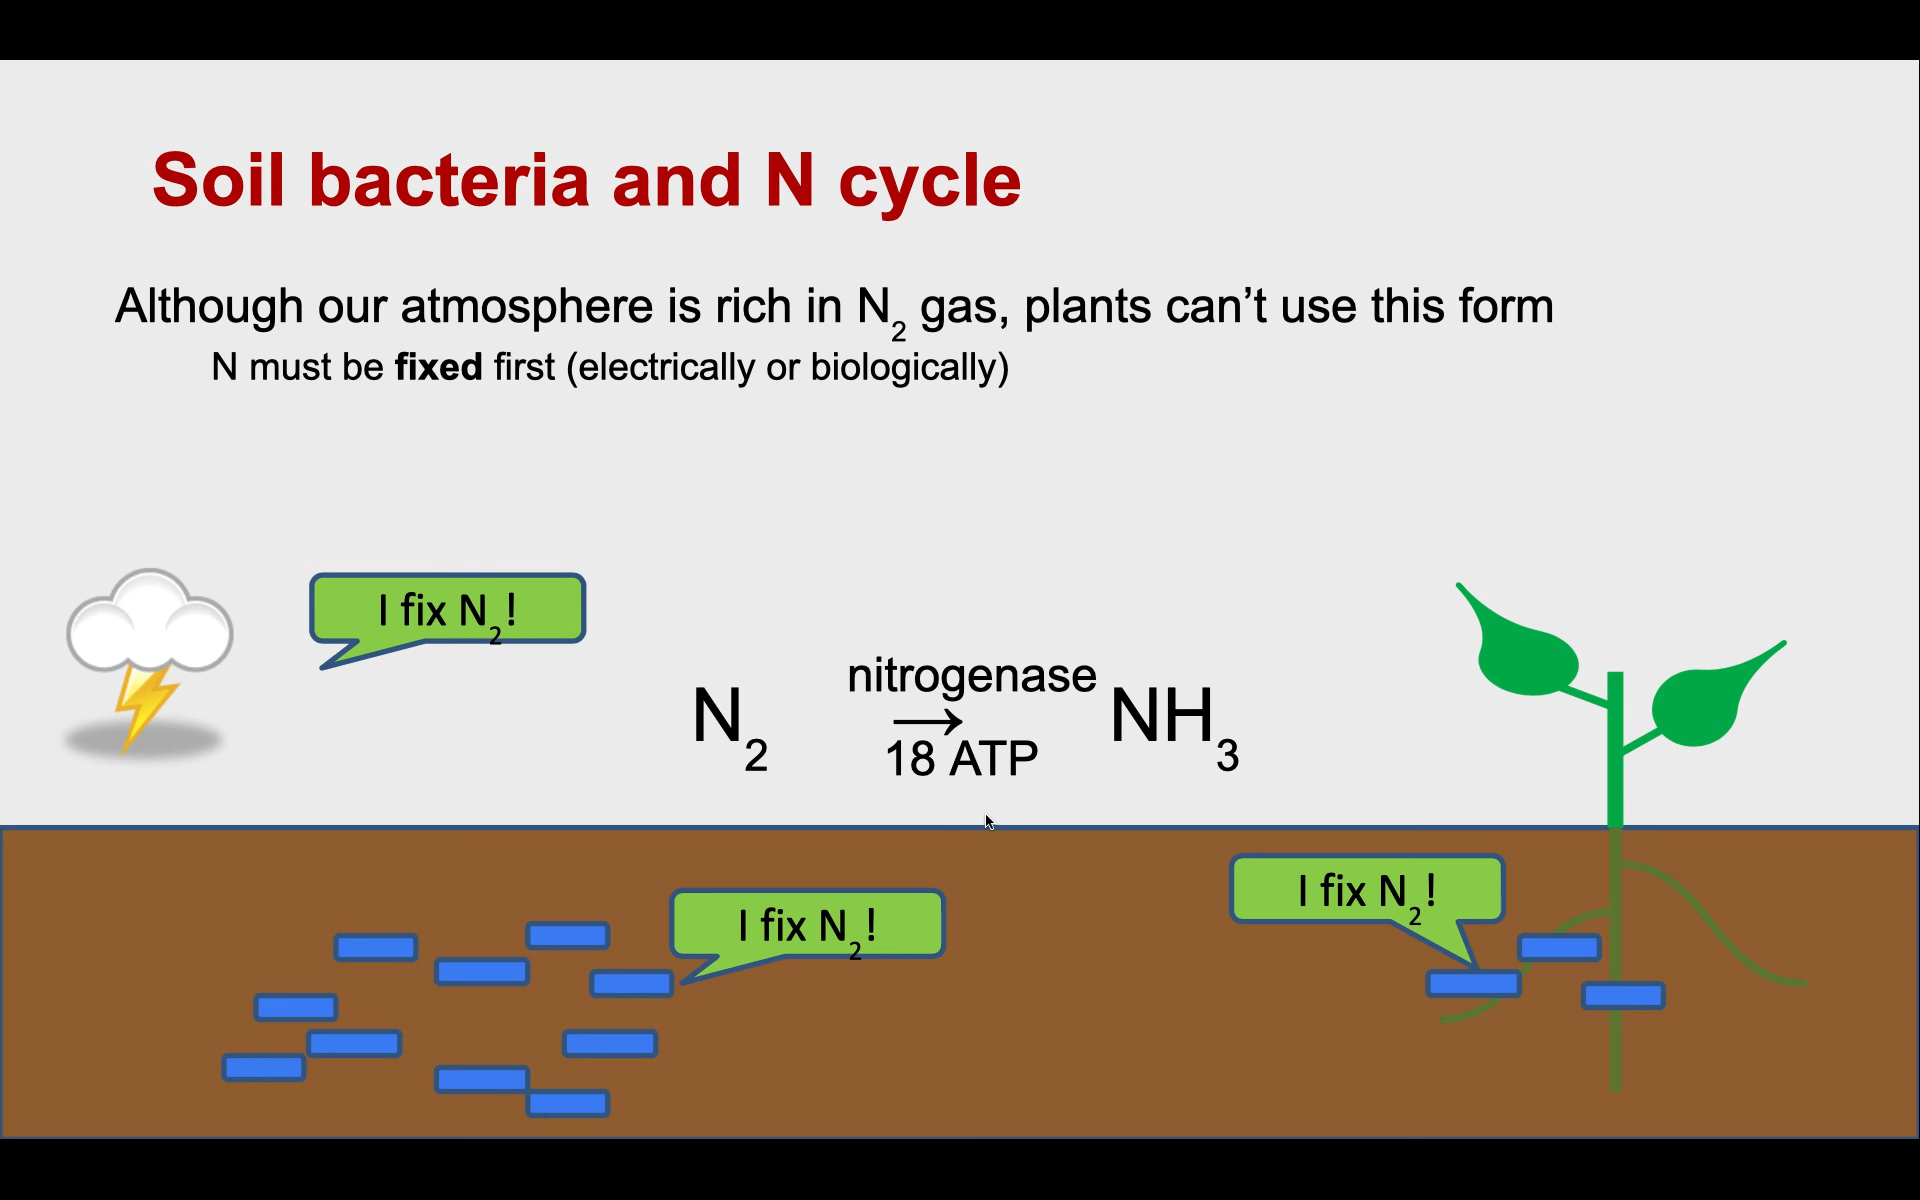 Soil bacteria and N cycle
Although our atmosphere is rich in N₂ gas, plants can’t use this form
N must be fixed first (electrically or biologically)
I fix N₂!
nitrogenase
N₂ → NH₃
18 ATP
I fix N₂!
I fix N₂!